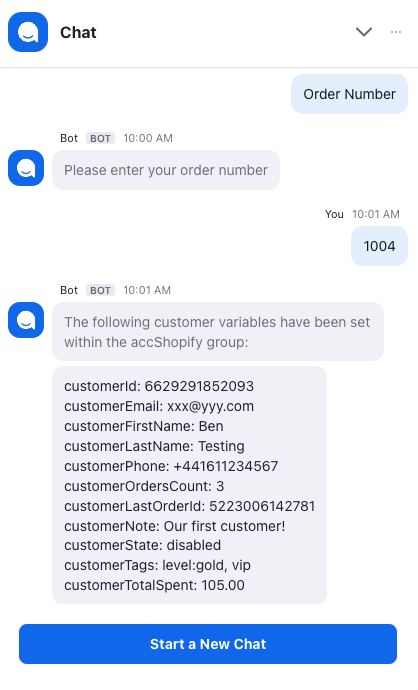 Chat
Order Number
Bot BOT 10:00 AM
Please enter your order number
You 10:01 AM
1004
Bot BOT 10:01 AM
The following customer variables have been set
within the accShopify group:
customerId: 6629291852093
customerEmail: xxx@yyy.com
customerFirstName: Ben
customerLastName: Testing
customerPhone: +441611234567
customerOrdersCount: 3
customerLastOrderId: 5223006142781
customerNote: Our first customer!
customerState: disabled
customerTags: level:gold, vip
customerTotalSpent: 105.00
Start a New Chat